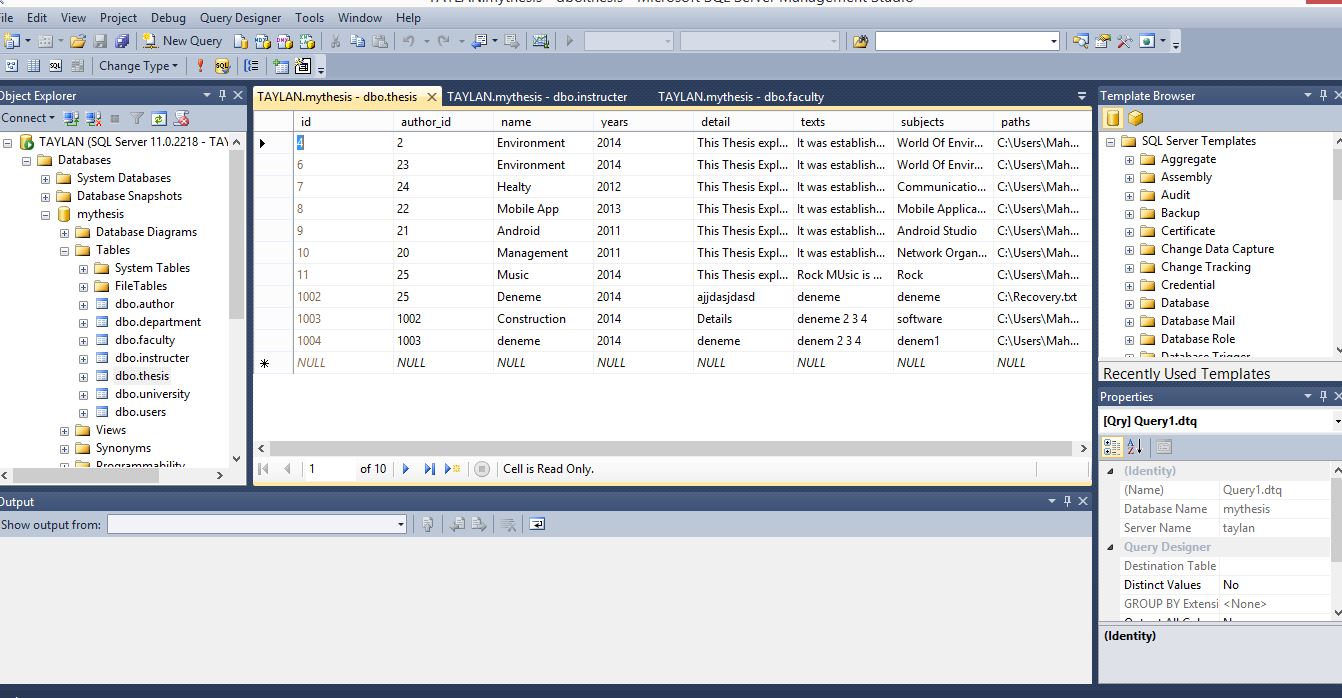 TAYLAN.mythesis - dbo.thesis - Microsoft SQL Server Management Studio
File Edit View Project Debug Query Designer Tools Window Help
New Query
Change Type
Object Explorer
Connect
TAYLAN (SQL Server 11.0.2218 - TAY
Databases
System Databases
Database Snapshots
mythesis
Database Diagrams
Tables
System Tables
FileTables
dbo.author
dbo.department
dbo.faculty
dbo.instructer
dbo.thesis
dbo.university
dbo.users
Views
Synonyms
Programmability
TAYLAN.mythesis - dbo.thesis TAYLAN.mythesis - dbo.instructer TAYLAN.mythesis - dbo.faculty
id author_id name years detail texts subjects paths
4 2 Environment 2014 This Thesis expl... It was establish... World Of Envir... C:\Users\Mah...
6 23 Environment 2014 This Thesis Expl... It was establish... World Of Envir... C:\Users\Mah...
7 24 Healty 2012 This Thesis Expl... It was establish... Communicatio... C:\Users\Mah...
8 22 Mobile App 2013 This Thesis Expl... It was establish... Mobile Applica... C:\Users\Mah...
9 21 Android 2011 This Thesis Expl... It was establish... Android Studio C:\Users\Mah...
10 20 Management 2011 This Thesis Expl... It was establish... Network Organ... C:\Users\Mah...
11 25 Music 2014 This Thesis expl... Rock MUsic is ... Rock C:\Users\Mah...
1002 25 Deneme 2014 ajjdasjdasd deneme deneme C:\Recovery.txt
1003 1002 Construction 2014 Details deneme 2 3 4 software C:\Users\Mah...
1004 1003 deneme 2014 deneme denem 2 3 4 denem1 C:\Users\Mah...
NULL NULL NULL NULL NULL NULL NULL NULL
1 of 10 Cell is Read Only.
Output
Show output from:
Template Browser
SQL Server Templates
Aggregate
Assembly
Audit
Backup
Certificate
Change Data Capture
Change Tracking
Credential
Database
Database Mail
Database Role
Database Trigger
Recently Used Templates
Properties
[Qry] Query1.dtq
(Identity)
(Name) Query1.dtq
Database Name mythesis
Server Name taylan
Query Designer
Destination Table
Distinct Values No
GROUP BY Extensi <None>
(Identity)